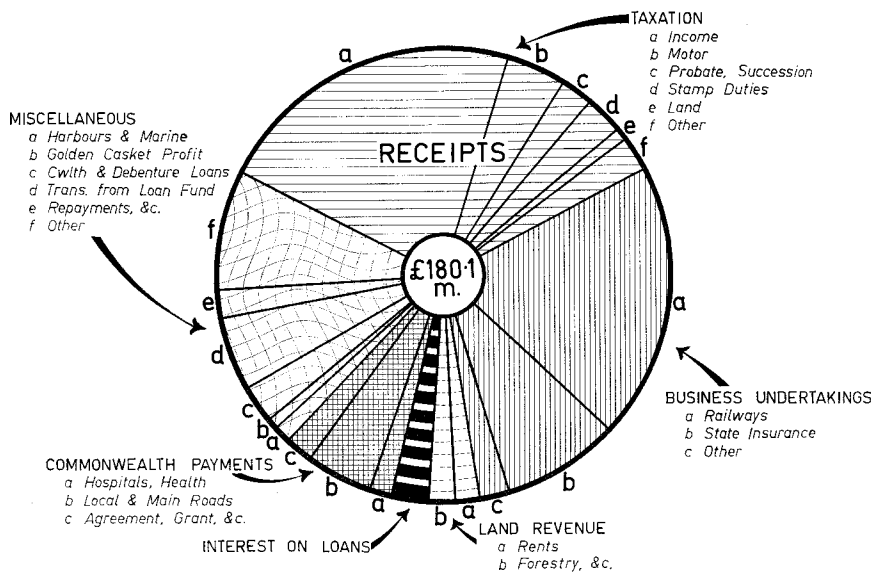 TAXATION
a Income
b Motor
c Probate, Succession
d Stamp Duties
e Land
f Other
a
b
c
d
e
f
MISCELLANEOUS
a Harbours & Marine
b Golden Casket Profit
c Cwlth & Debenture Loans
d Trans. from Loan Fund
e Repayments, &c.
f Other
RECEIPTS
f
£180·1
m.
e
d
a
c
b
a
BUSINESS UNDERTAKINGS
a Railways
b State Insurance
c Other
COMMONWEALTH PAYMENTS
a Hospitals, Health
b Local & Main Roads
c Agreement, Grant, &c.
c
b
a
b
a
c
b
INTEREST ON LOANS
LAND REVENUE
a Rents
b Forestry, &c.